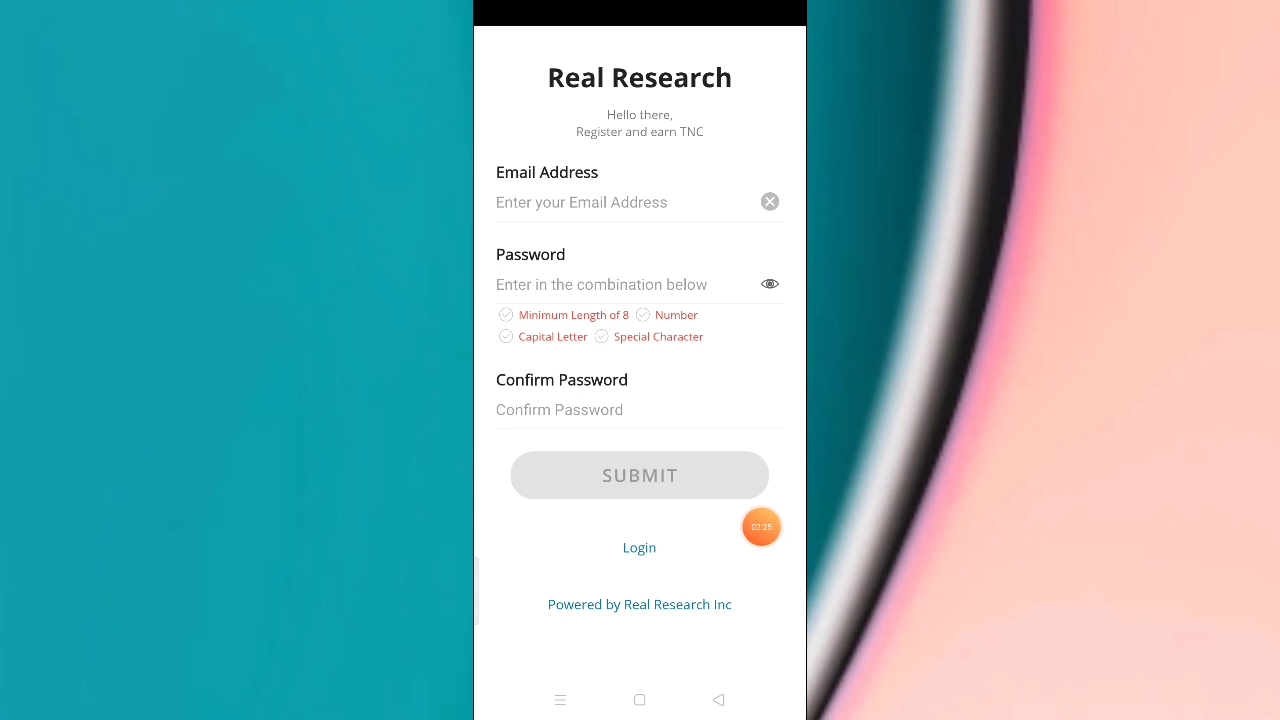 Real Research
Hello there,
Register and earn TNC
Email Address
Enter your Email Address
Password
Enter in the combination below
Minimum Length of 8 Number
Capital Letter Special Character
Confirm Password
Confirm Password
SUBMIT
02:25
Login
Powered by Real Research Inc